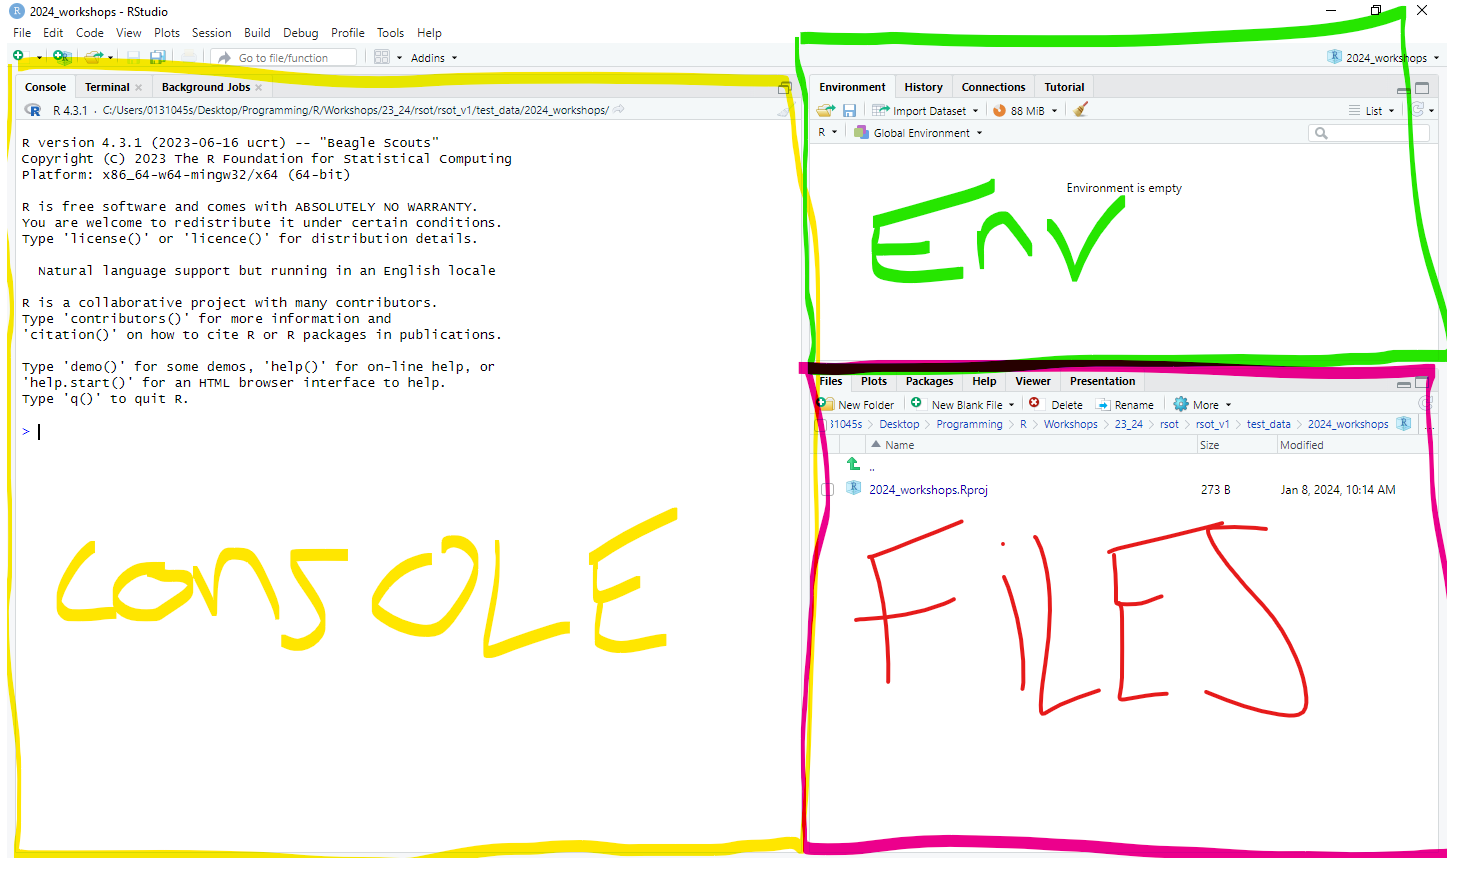 2024_workshops - RStudio
File Edit Code View Plots Session Build Debug Profile Tools Help
Go to file/function Addins 2024_workshops
Console Terminal Background Jobs
R 4.3.1 · C:/Users/0131045s/Desktop/Programming/R/Workshops/23_24/rsot/rsot_v1/test_data/2024_workshops/
R version 4.3.1 (2023-06-16 ucrt) -- "Beagle Scouts"
Copyright (C) 2023 The R Foundation for Statistical Computing
Platform: x86_64-w64-mingw32/x64 (64-bit)
R is free software and comes with ABSOLUTELY NO WARRANTY.
You are welcome to redistribute it under certain conditions.
Type 'license()' or 'licence()' for distribution details.
Natural language support but running in an English locale
R is a collaborative project with many contributors.
Type 'contributors()' for more information and
'citation()' on how to cite R or R packages in publications.
Type 'demo()' for some demos, 'help()' for on-line help, or
'help.start()' for an HTML browser interface to help.
Type 'q()' to quit R.
>
CONSOLE
Environment History Connections Tutorial
Import Dataset 88 MiB List
R Global Environment
Environment is empty
Env
Files Plots Packages Help Viewer Presentation
New Folder New Blank File Delete Rename More
31045s > Desktop > Programming > R > Workshops > 23_24 > rsot > rsot_v1 > test_data > 2024_workshops ...
Name Size Modified
..
2024_workshops.Rproj 273 B Jan 8, 2024, 10:14 AM
FiLES